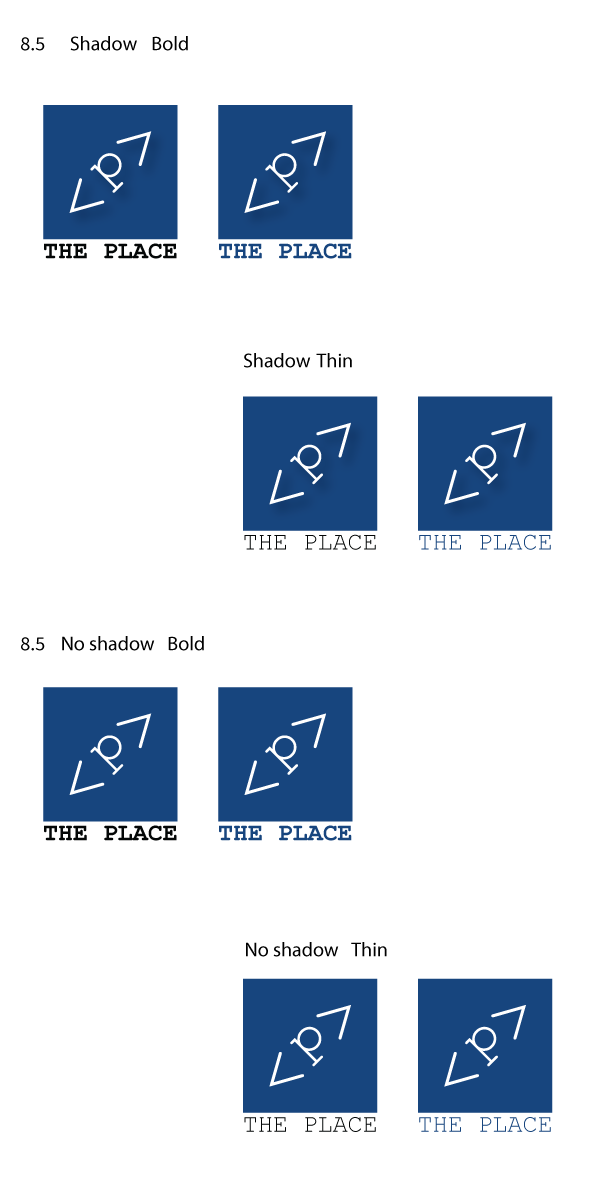 8.5 Shadow Bold
<p> <p>
THE PLACE THE PLACE
Shadow Thin
<p> <p>
THE PLACE THE PLACE
8.5 No shadow Bold
<p> <p>
THE PLACE THE PLACE
No shadow Thin
<p> <p>
THE PLACE THE PLACE